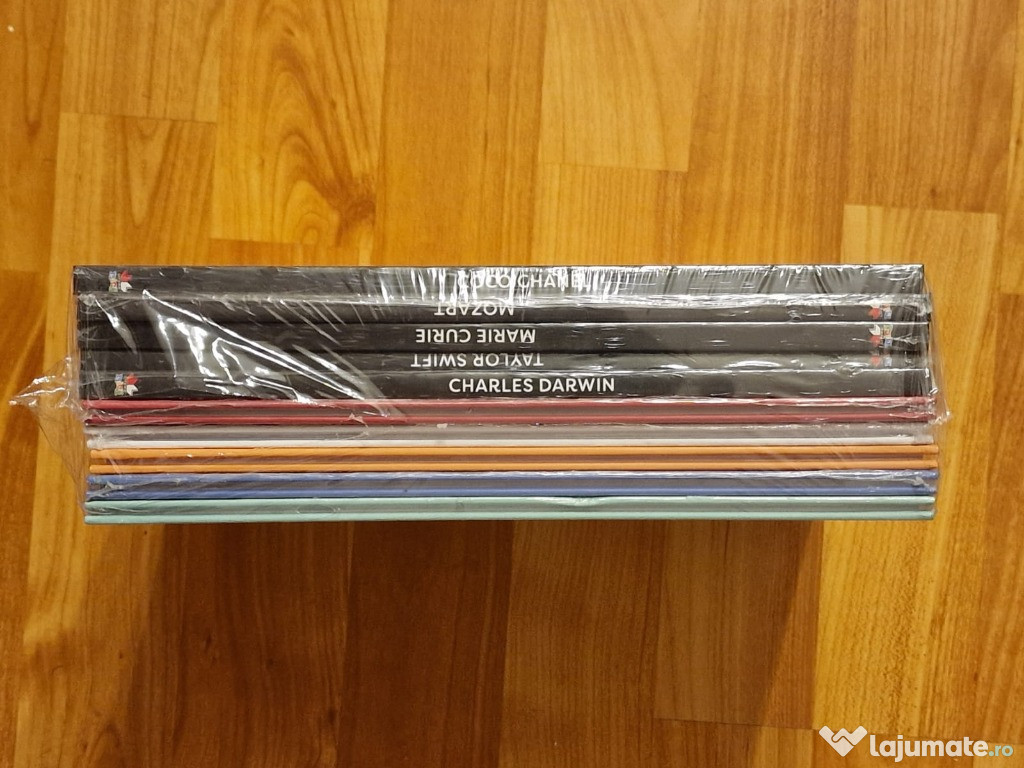 COCO CHANEL
MOZART
MARIE CURIE
TAYLOR SWIFT
CHARLES DARWIN
lajumate.ro